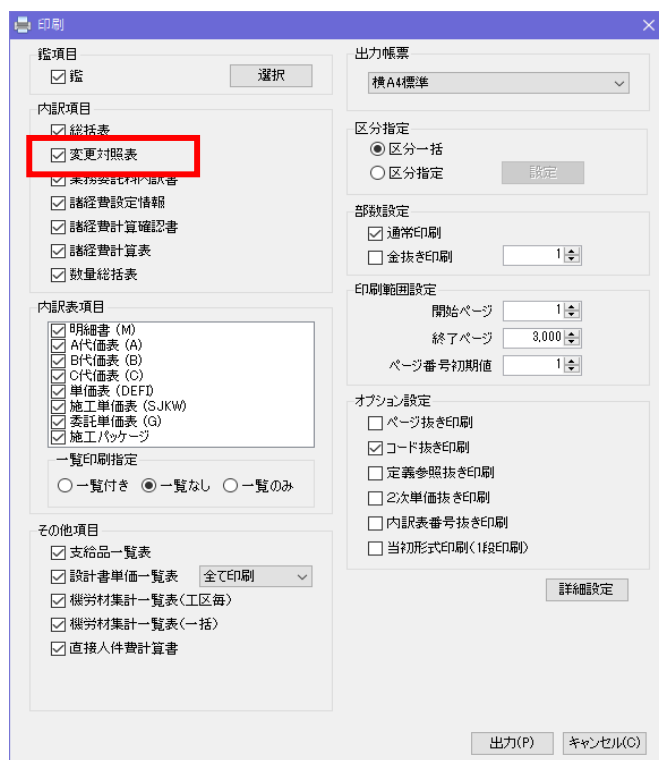 印刷
鑑項目
鑑
選択
内訳項目
総括表
変更対照表
業務委託料内訳書
諸経費設定情報
諸経費計算確認書
諸経費計算表
数量総括表
内訳表項目
明細書 (M)
A代価表 (A)
B代価表 (B)
C代価表 (C)
単価表 (DEFI)
施工単価表 (SJKW)
委託単価表 (G)
施工パッケージ
一覧印刷指定
一覧付き 一覧なし 一覧のみ
その他項目
支給品一覧表
設計書単価一覧表 全て印刷
機労材集計一覧表(工区毎)
機労材集計一覧表(一括)
直接人件費計算書
出力帳票
横A4標準
区分指定
区分一括
区分指定 設定
部数設定
通常印刷
金抜き印刷 1
印刷範囲設定
開始ページ 1
終了ページ 3,000
ページ番号初期値 1
オプション設定
ページ抜き印刷
コード抜き印刷
定義参照抜き印刷
2次単価抜き印刷
内訳表番号抜き印刷
当初形式印刷(1段印刷)
詳細設定
出力(P) キャンセル(C)